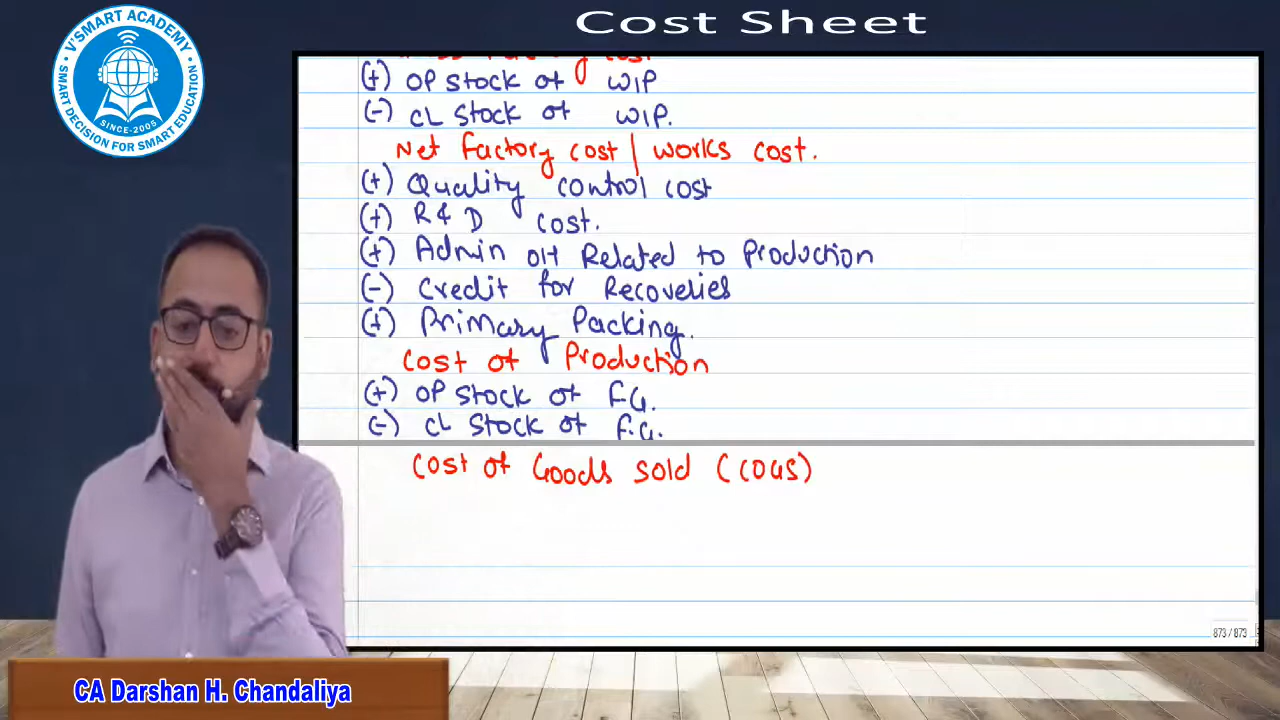 Cost Sheet
V'SMART ACADEMY
SMART DECISION FOR SMART EDUCATION
SINCE-2005
cost
(+) OP stock of WIP
(-) CL stock of WIP.
Net factory cost | works cost.
(+) Quality control cost
(+) R & D cost.
(+) Admin OH Related to Production
(-) Credit for Recoveries
(+) Primary Packing.
Cost of Production
(+) OP stock of F.G.
(-) CL stock of F.G.
Cost of Goods sold (COGS)
873 / 873
CA Darshan H. Chandaliya